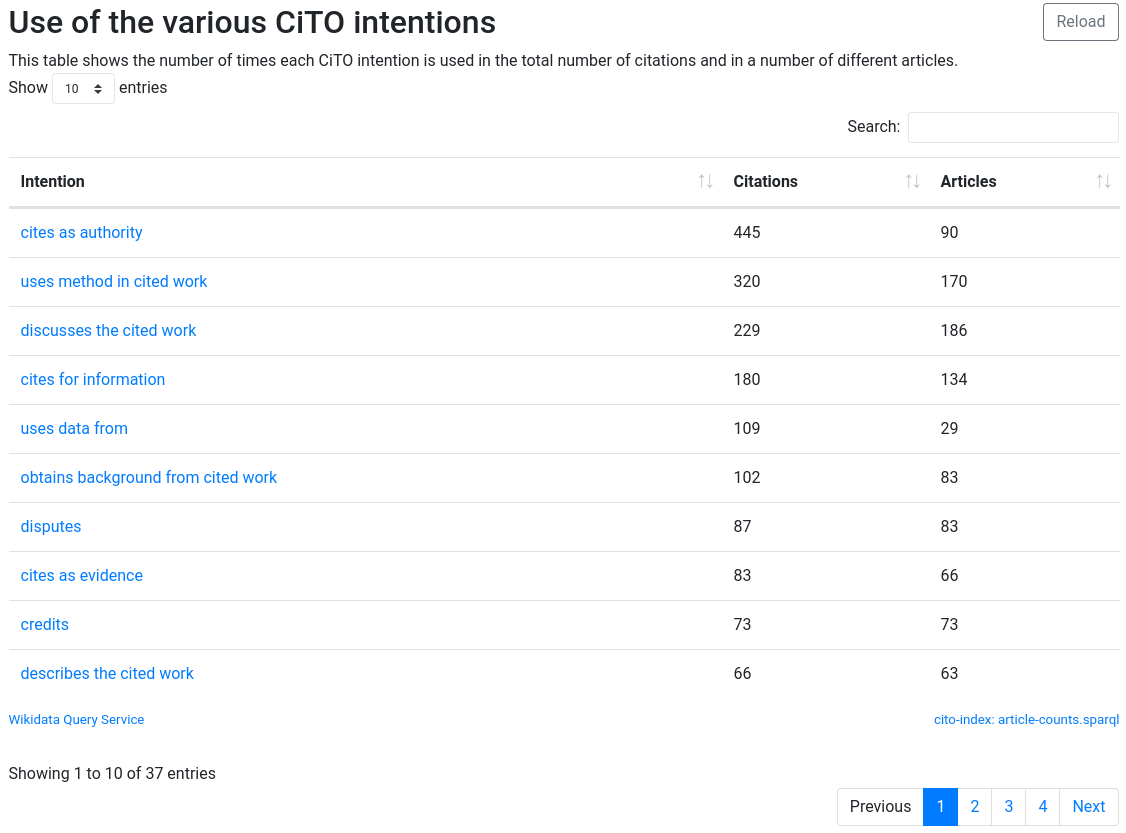 Use of the various CiTO intentions
Reload
This table shows the number of times each CiTO intention is used in the total number of citations and in a number of different articles.
Show 10 entries
Search:
Intention Citations Articles
cites as authority 445 90
uses method in cited work 320 170
discusses the cited work 229 186
cites for information 180 134
uses data from 109 29
obtains background from cited work 102 83
disputes 87 83
cites as evidence 83 66
credits 73 73
describes the cited work 66 63
Wikidata Query Service cito-index: article-counts.sparql
Showing 1 to 10 of 37 entries
Previous 1 2 3 4 Next